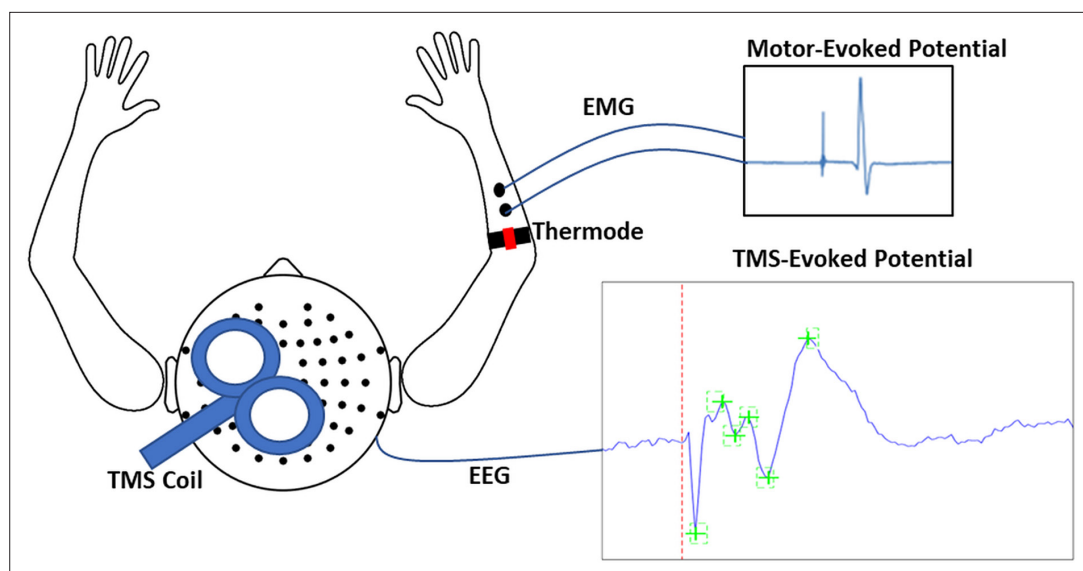 Motor-Evoked Potential
EMG
Thermode
TMS-Evoked Potential
TMS Coil
EEG